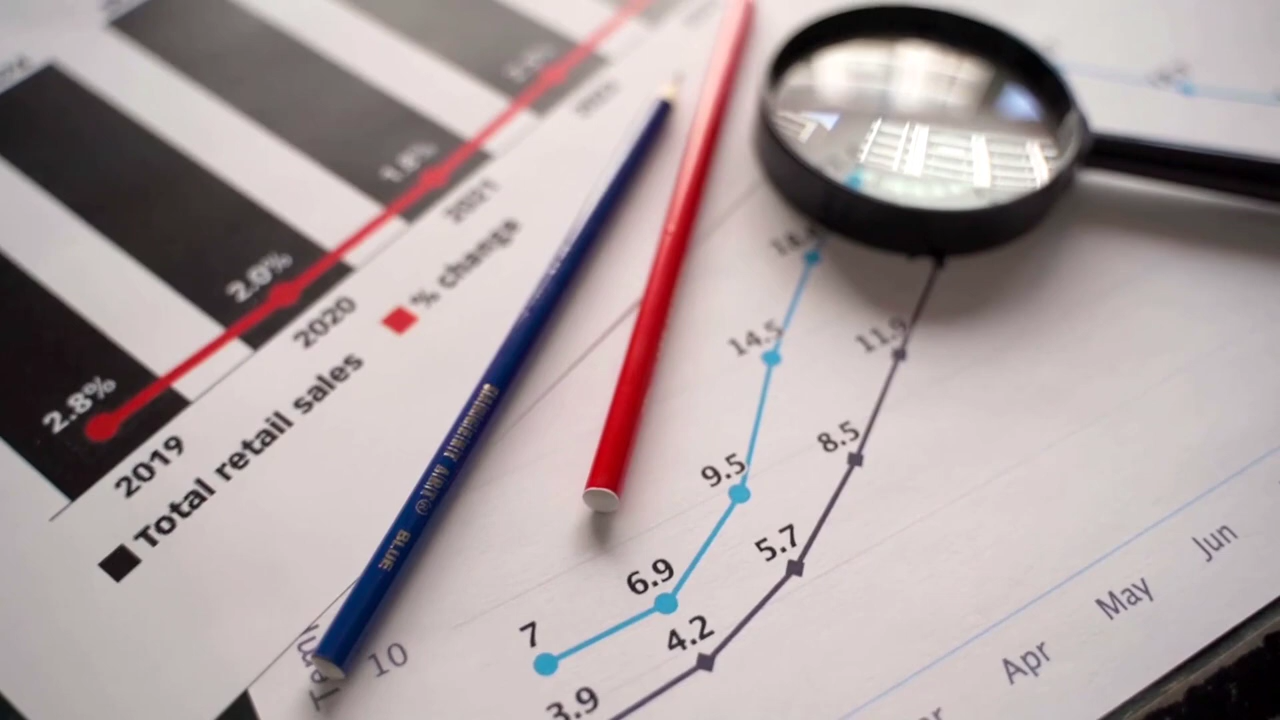 2.8%
2.0%
1.8%
2019
2020
2021
Total retail sales
% change
BLUE
10
7
6.9
9.5
14.5
3.9
4.2
5.7
8.5
11.9
Apr
May
Jun